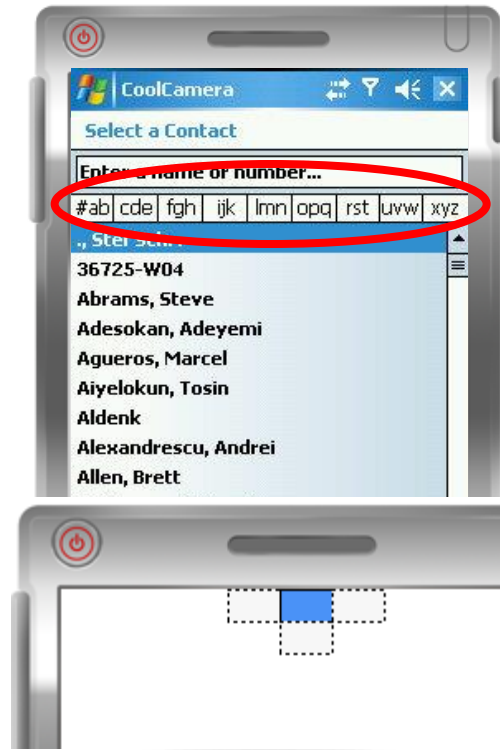 CoolCamera
Select a Contact
Enter a name or number...
#ab cde fgh ijk lmn opq rst uvw xyz
36725-W04
Abrams, Steve
Adesokan, Adeyemi
Agueros, Marcel
Aiyelokun, Tosin
Aldenk
Alexandrescu, Andrei
Allen, Brett